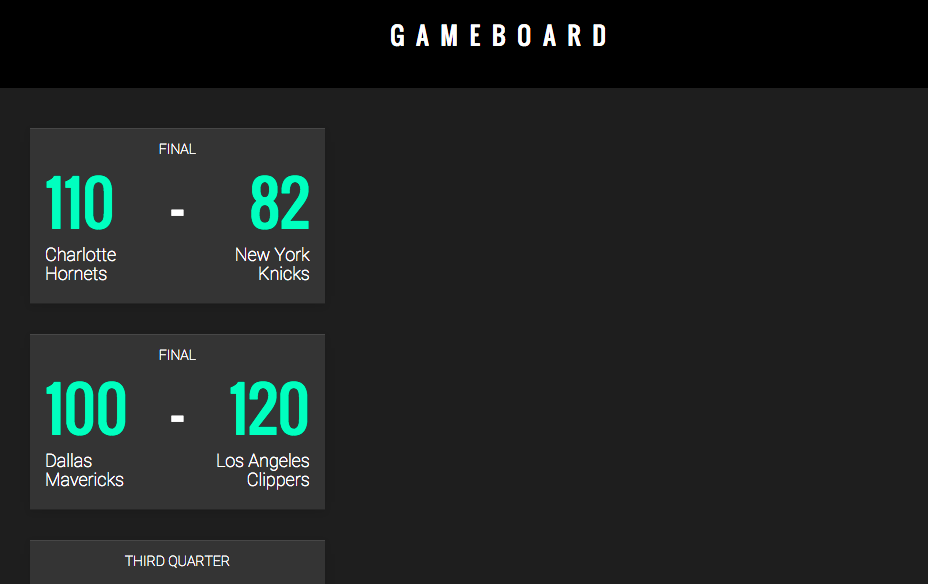 GAMEBOARD
FINAL
110 - 82
Charlotte Hornets
New York Knicks
FINAL
100 - 120
Dallas Mavericks
Los Angeles Clippers
THIRD QUARTER